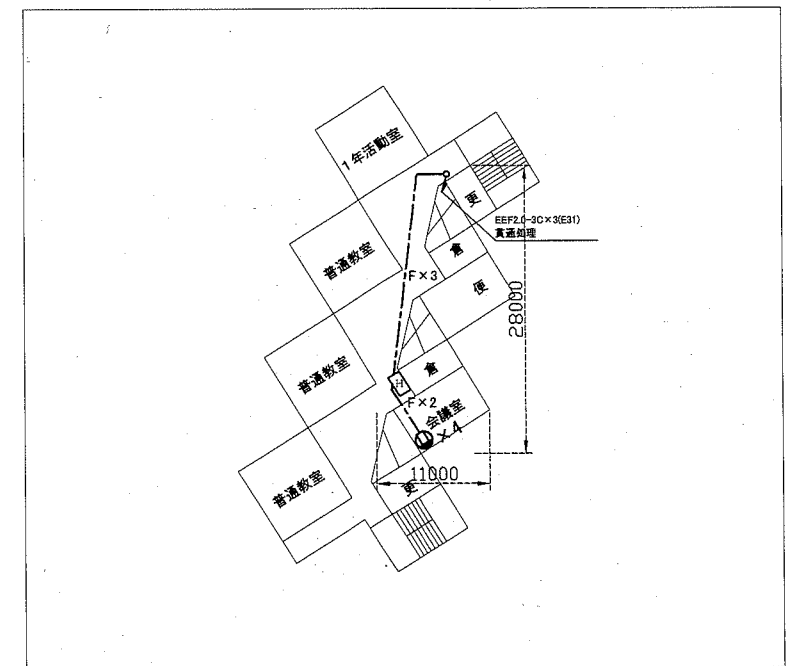 1年活動室
更
EEF2.0-3C×3(E31)
貫通処理
倉
普通教室
F×3
便
28000
普通教室
倉
H
F×2
会議室
×4
11000
更
普通教室